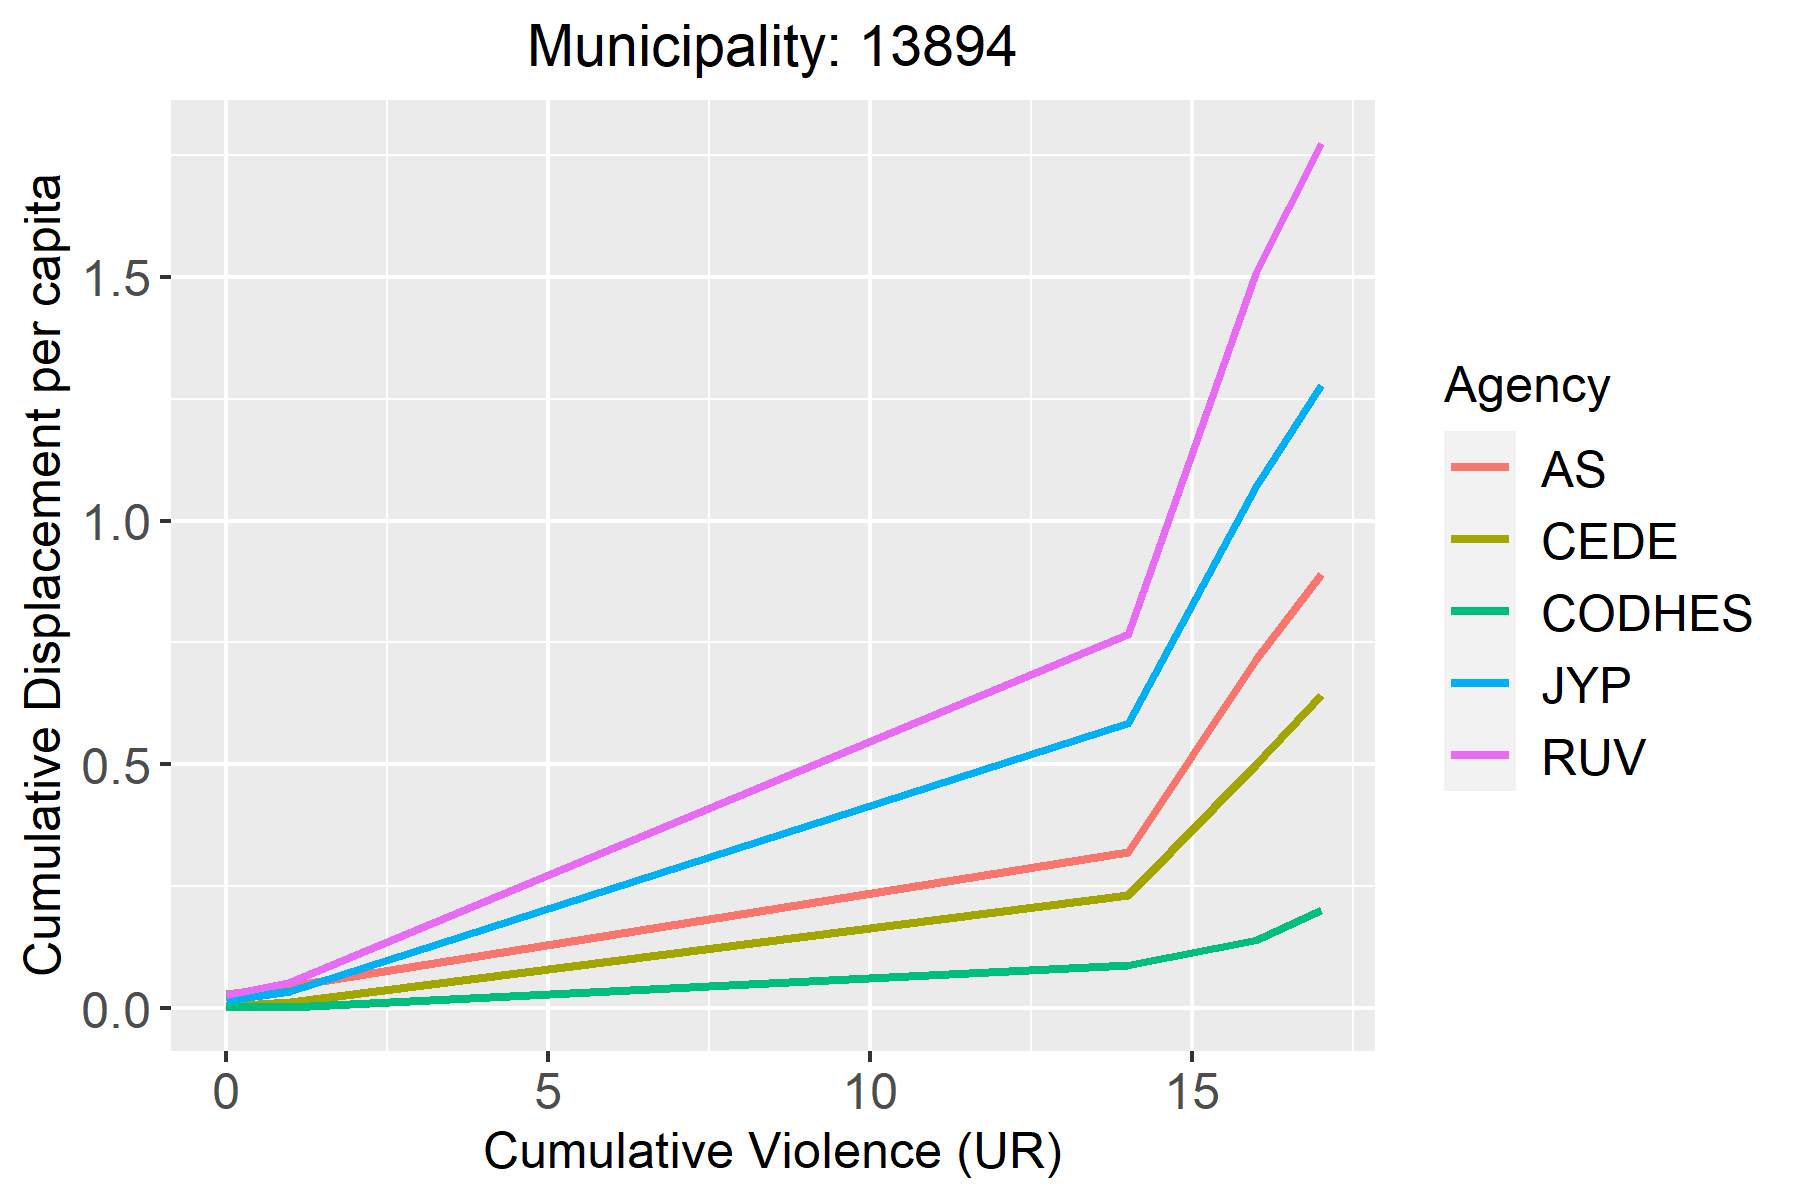 Municipality: 13894
Cumulative Displacement per capita
1.5
1.0
0.5
0.0
0
5
10
15
Cumulative Violence (UR)
Agency
AS
CEDE
CODHES
JYP
RUV